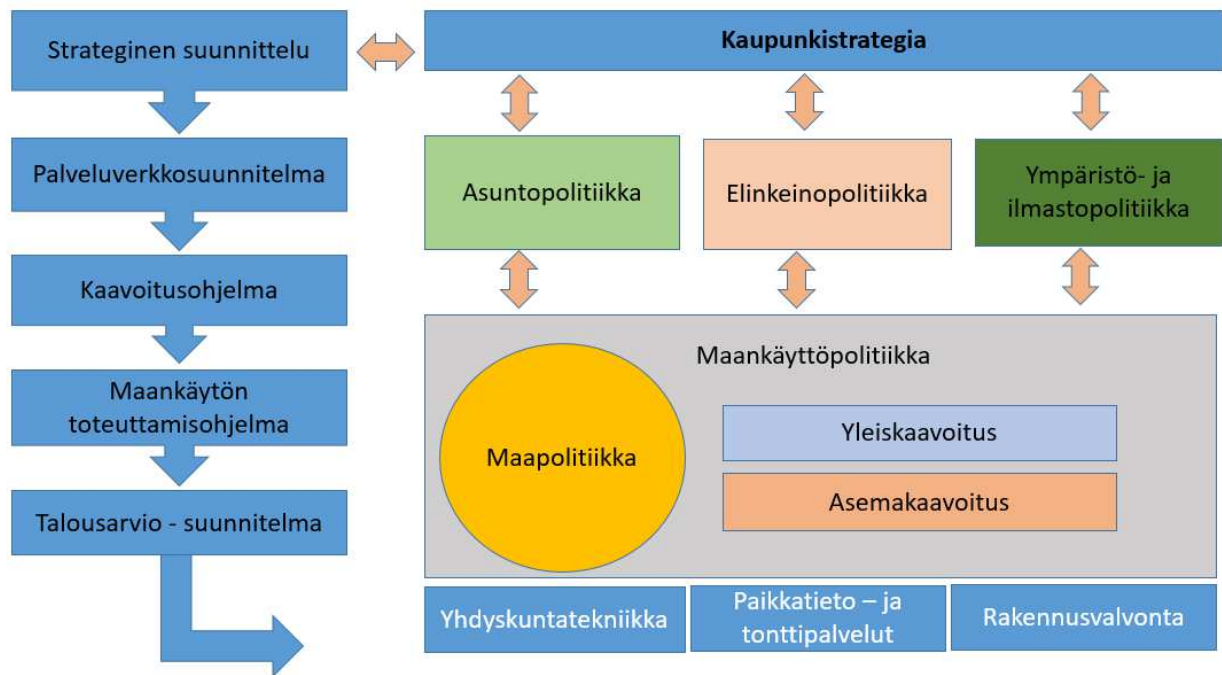 Strateginen suunnittelu
Palveluverkkosuunnitelma
Kaavoitusohjelma
Maankäytön
toteuttamisohjelma
Talousarvio - suunnitelma
Kaupunkistrategia
Asuntopolitiikka
Elinkeinopolitiikka
Ympäristö- ja
ilmastopolitiikka
Maankäyttöpolitiikka
Maapolitiikka
Yleiskaavoitus
Asemakaavoitus
Yhdyskuntatekniikka
Paikkatieto – ja
tonttipalvelut
Rakennusvalvonta